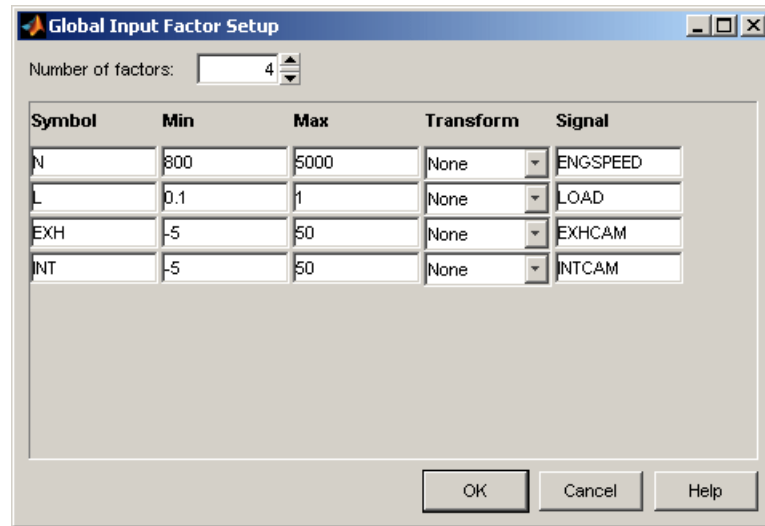 Global Input Factor Setup
Number of factors: 4
Symbol Min Max Transform Signal
N 800 5000 None ENGSPEED
L 0.1 1 None LOAD
EXH -5 50 None EXHCAM
INT -5 50 None INTCAM
OK Cancel Help